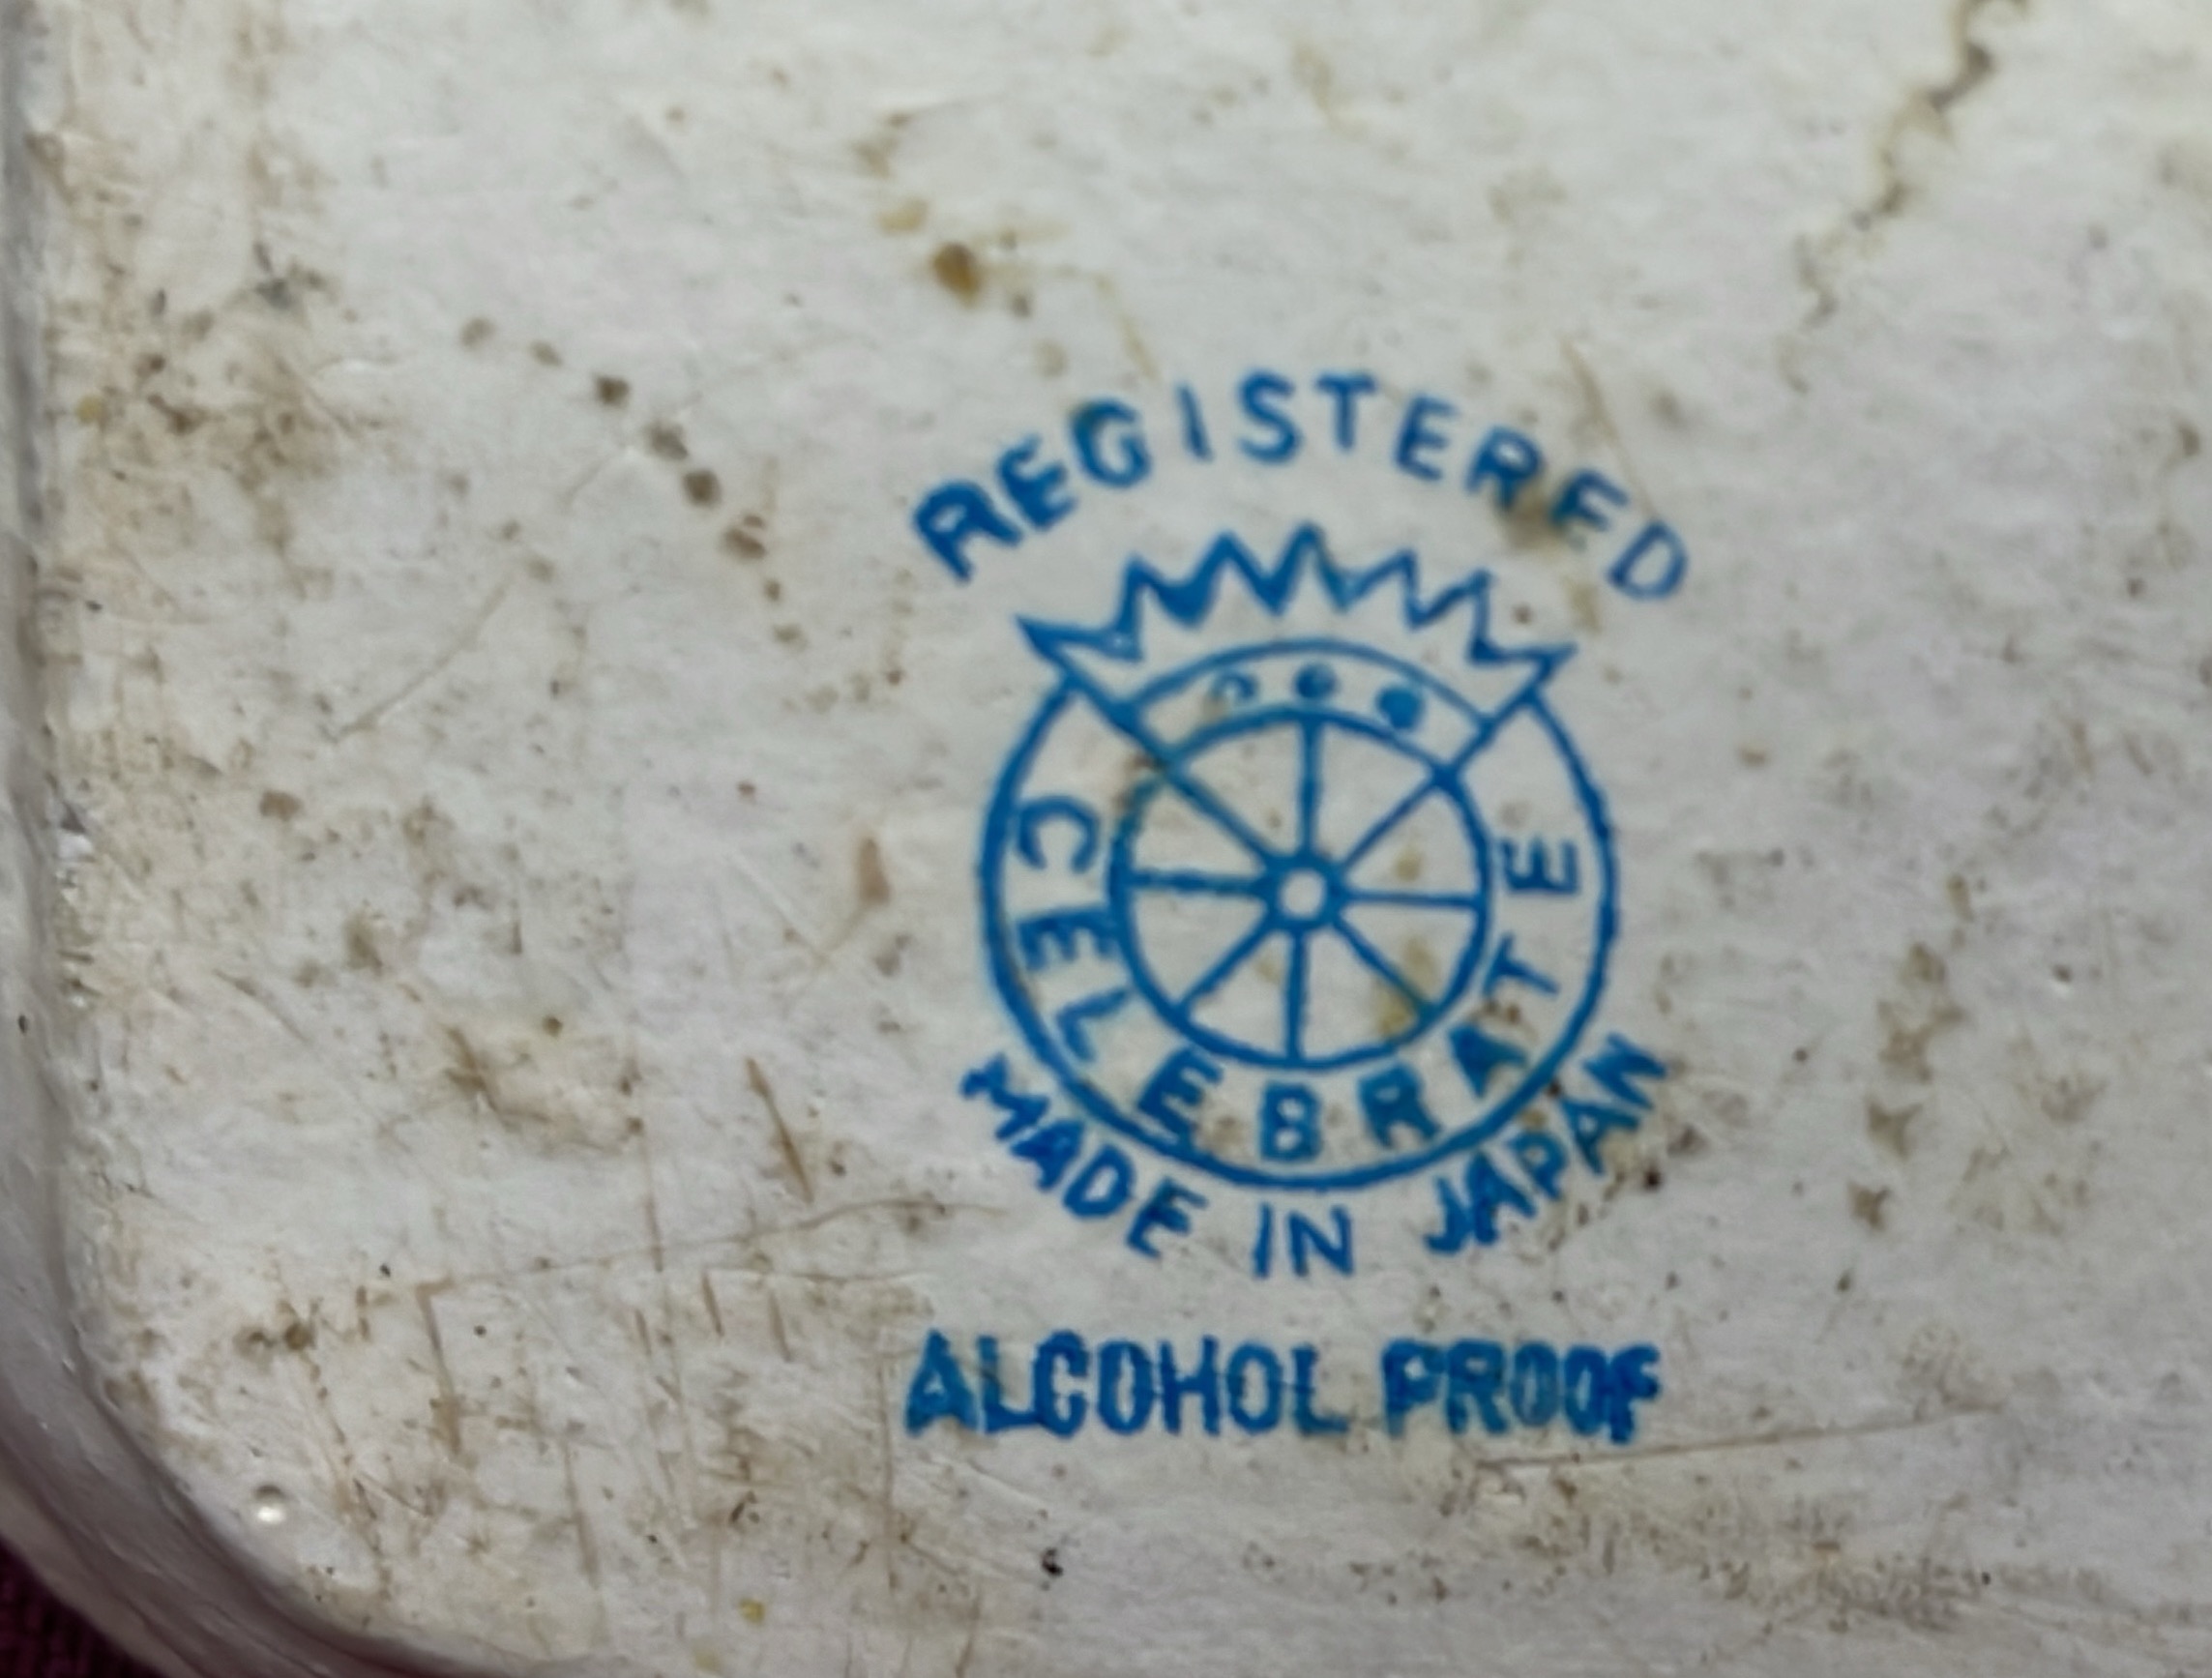 REGISTERED
CELEBRATE
MADE IN JAPAN
ALCOHOL PROOF